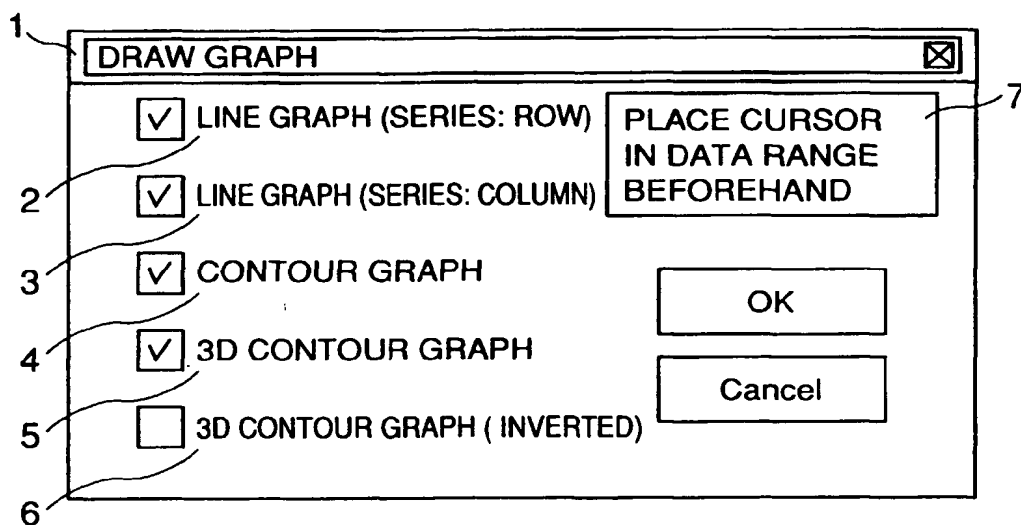 1
DRAW GRAPH
LINE GRAPH (SERIES: ROW)
7
PLACE CURSOR
IN DATA RANGE
BEFOREHAND
2
LINE GRAPH (SERIES: COLUMN)
3
CONTOUR GRAPH
OK
4
3D CONTOUR GRAPH
Cancel
5
3D CONTOUR GRAPH ( INVERTED)
6